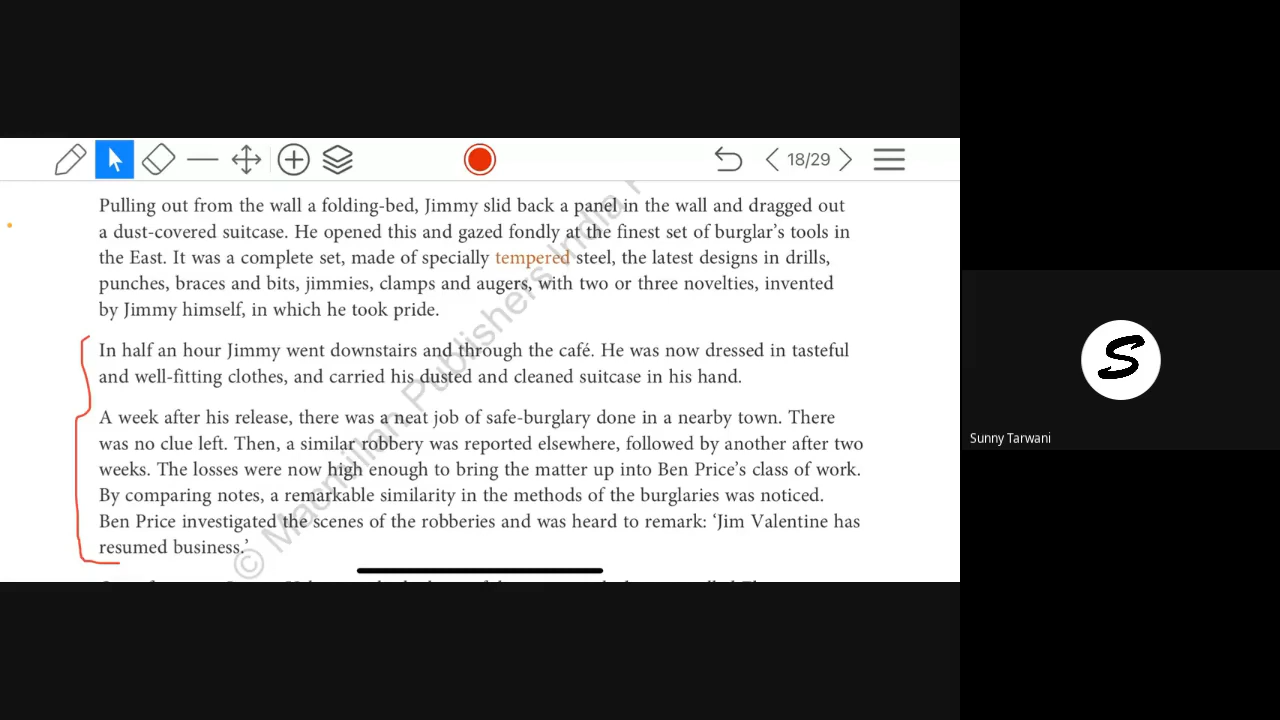 18/29
Pulling out from the wall a folding-bed, Jimmy slid back a panel in the wall and dragged out
a dust-covered suitcase. He opened this and gazed fondly at the finest set of burglar's tools in
the East. It was a complete set, made of specially tempered steel, the latest designs in drills,
punches, braces and bits, jimmies, clamps and augers, with two or three novelties, invented
by Jimmy himself, in which he took pride.
In half an hour Jimmy went downstairs and through the café. He was now dressed in tasteful
and well-fitting clothes, and carried his dusted and cleaned suitcase in his hand.
A week after his release, there was a neat job of safe-burglary done in a nearby town. There
was no clue left. Then, a similar robbery was reported elsewhere, followed by another after two
weeks. The losses were now high enough to bring the matter up into Ben Price's class of work.
By comparing notes, a remarkable similarity in the methods of the burglaries was noticed.
Ben Price investigated the scenes of the robberies and was heard to remark: ‘Jim Valentine has
resumed business.’
© Macmillan Publishers India
S
Sunny Tarwani